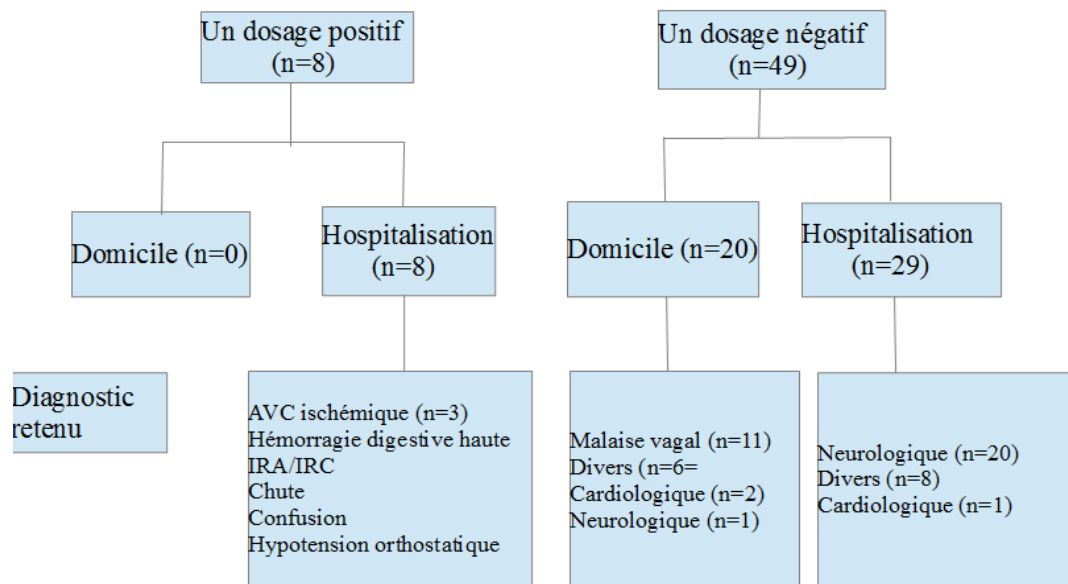 Un dosage positif
(n=8)
Un dosage négatif
(n=49)
Domicile (n=0)
Hospitalisation
(n=8)
Domicile (n=20)
Hospitalisation
(n=29)
Diagnostic
retenu
AVC ischémique (n=3)
Hémorragie digestive haute
IRA/IRC
Chute
Confusion
Hypotension orthostatique
Malaise vagal (n=11)
Divers (n=6=
Cardiologique (n=2)
Neurologique (n=1)
Neurologique (n=20)
Divers (n=8)
Cardiologique (n=1)